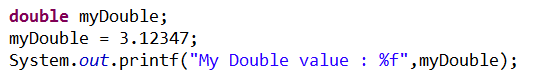 double myDouble;
myDouble = 3.12347;
System.out.printf("My Double value : %f",myDouble);